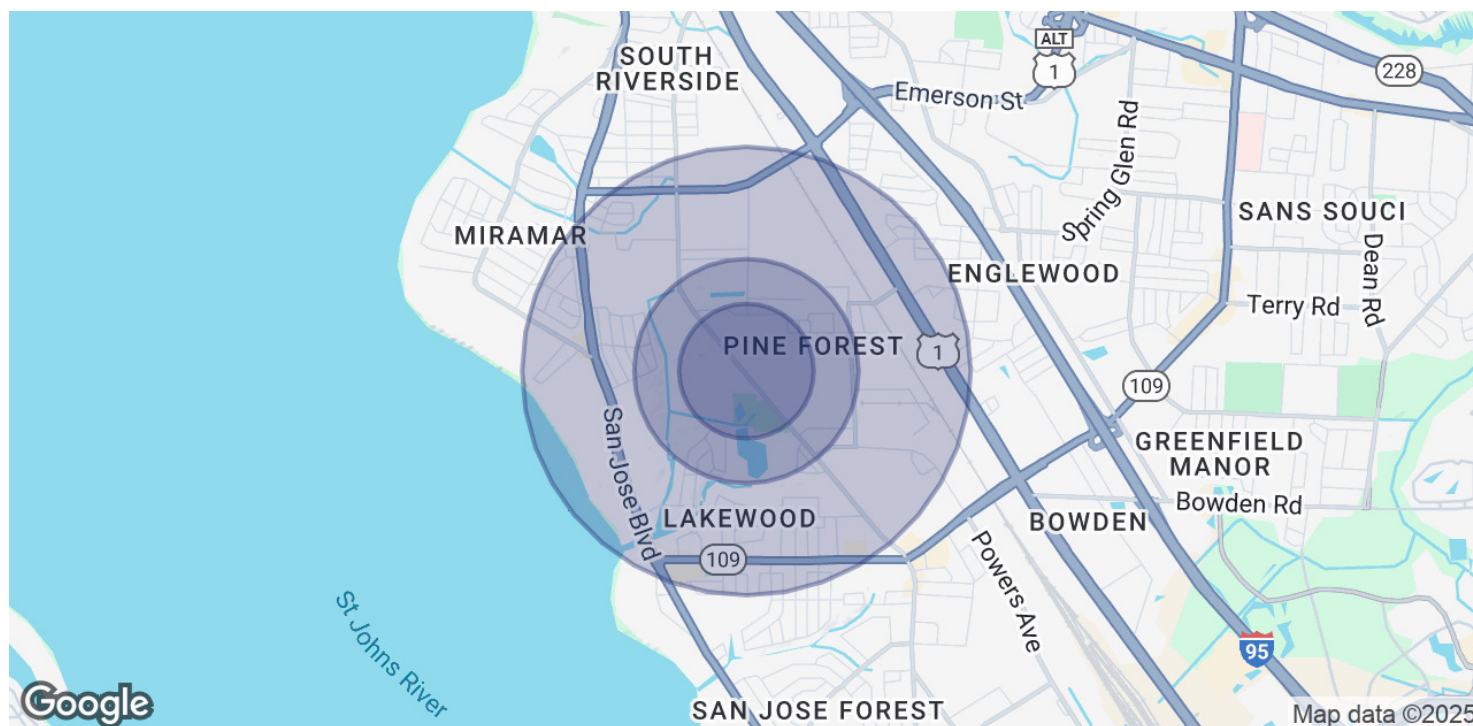 SOUTH
RIVERSIDE
ALT
1
228
Emerson St
Spring Glen Rd
MIRAMAR
SANS SOUCI
ENGLEWOOD
Dean Rd
Terry Rd
PINE FOREST
1
109
San Jose Blvd
GREENFIELD
MANOR
LAKEWOOD
Bowden Rd
BOWDEN
109
Powers Ave
St Johns River
95
SAN JOSE FOREST
Google
Map data ©2025